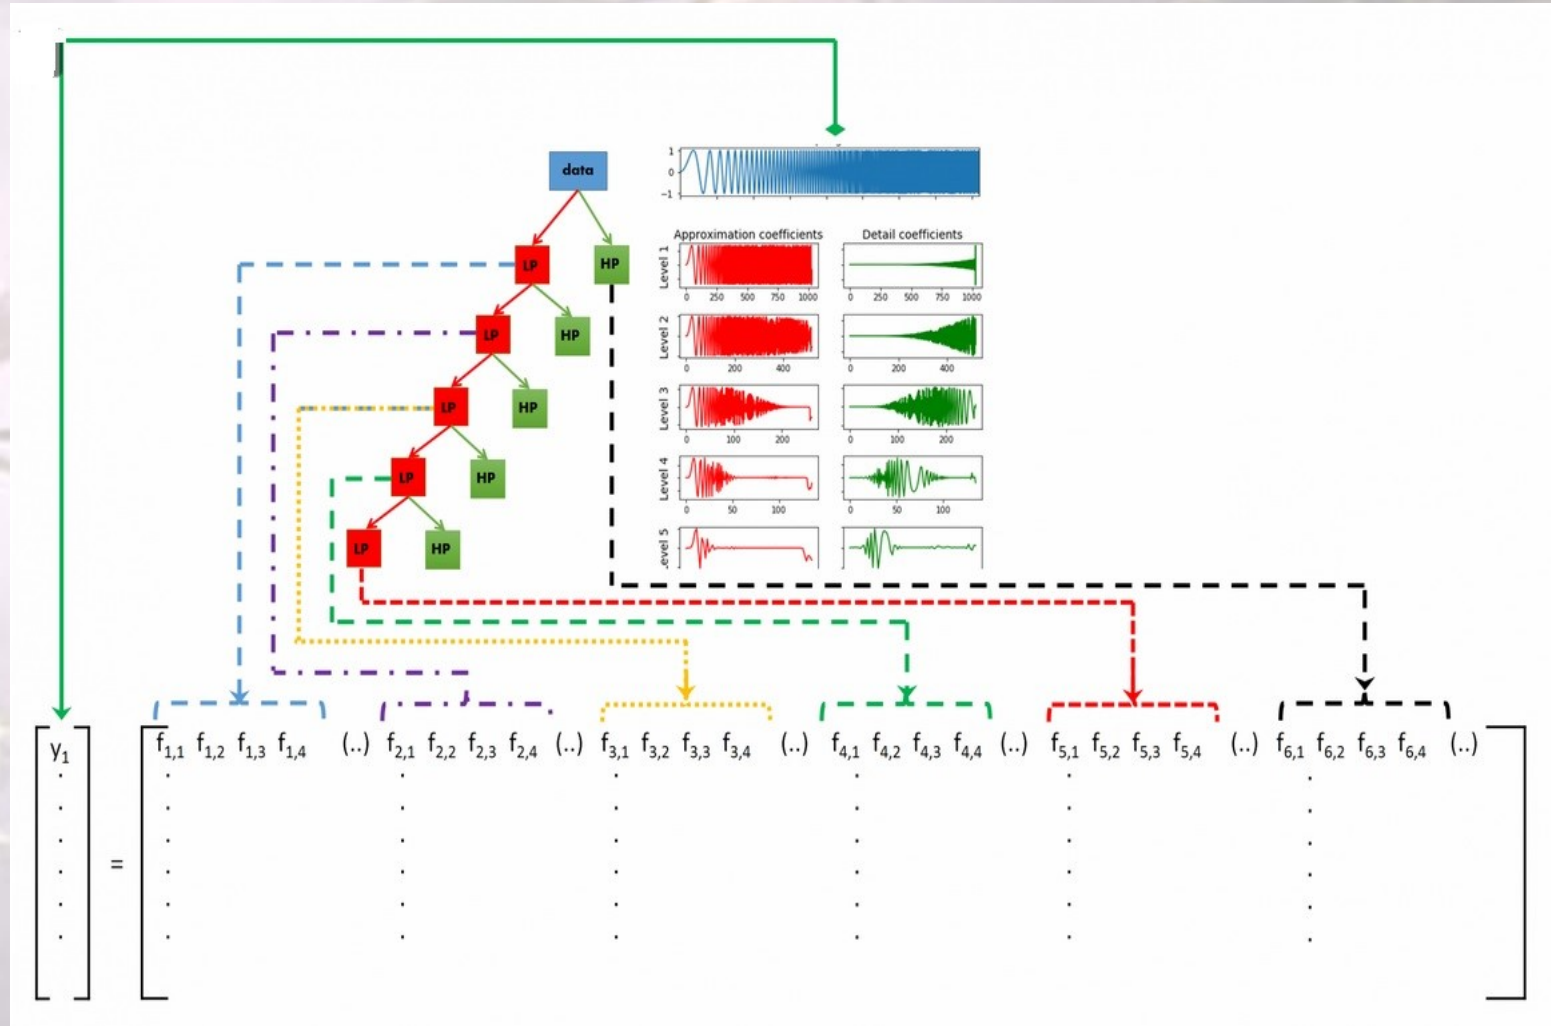 data
1
0
−1
Approximation coefficients Detail coefficients
LP HP
Level 1
0 250 500 750 1000 0 250 500 750 1000
LP HP
Level 2
0 200 400 0 200 400
LP HP
Level 3
0 100 200 0 100 200
LP HP
Level 4
0 50 100 0 50 100
LP HP
evel 5
y1 = f1,1 f1,2 f1,3 f1,4 (..) f2,1 f2,2 f2,3 f2,4 (..) f3,1 f3,2 f3,3 f3,4 (..) f4,1 f4,2 f4,3 f4,4 (..) f5,1 f5,2 f5,3 f5,4 (..) f6,1 f6,2 f6,3 f6,4 (..)